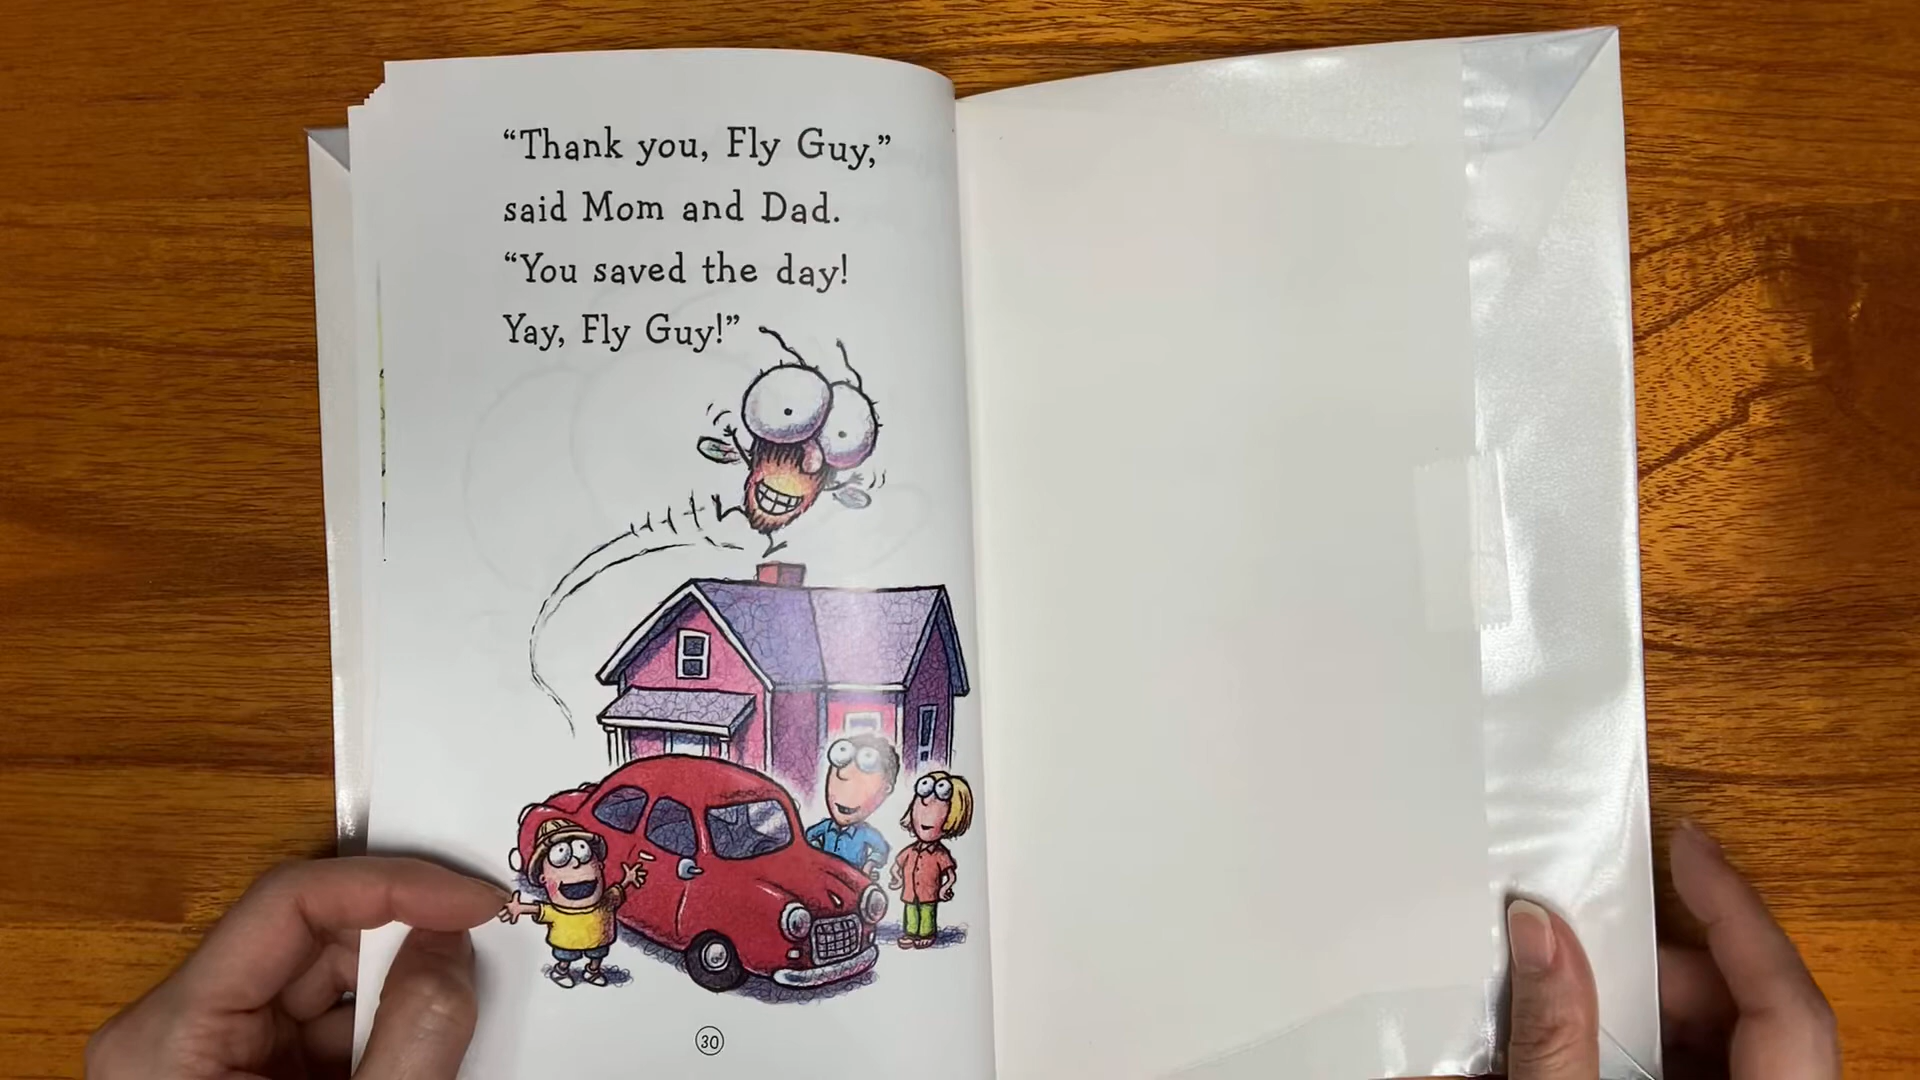 “Thank you, Fly Guy,”
said Mom and Dad.
“You saved the day!
Yay, Fly Guy!”
30